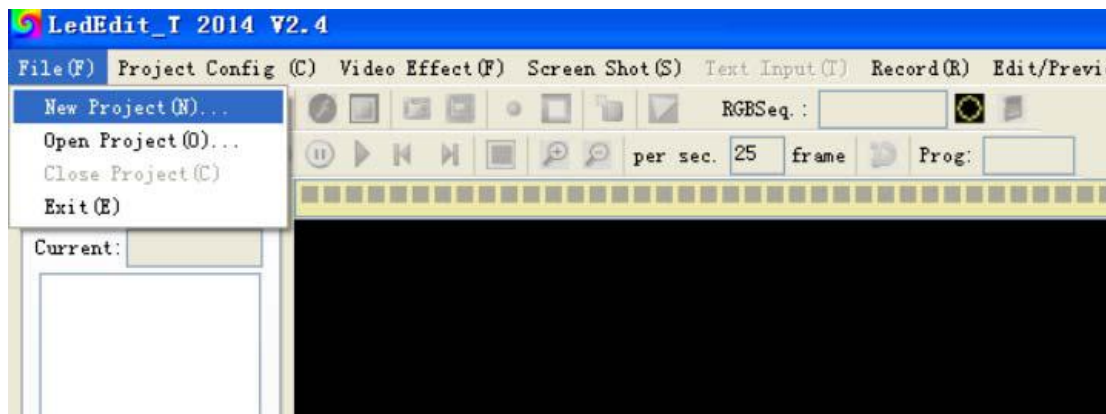 LedEdit_T 2014 V2.4
File(F) Project Config (C) Video Effect(F) Screen Shot(S) Text Input(T) Record(R) Edit/Previ
New Project(N)...
RGBSeq.:
Open Project(O)...
per sec. 25 frame Prog:
Close Project(C)
Exit(E)
Current: